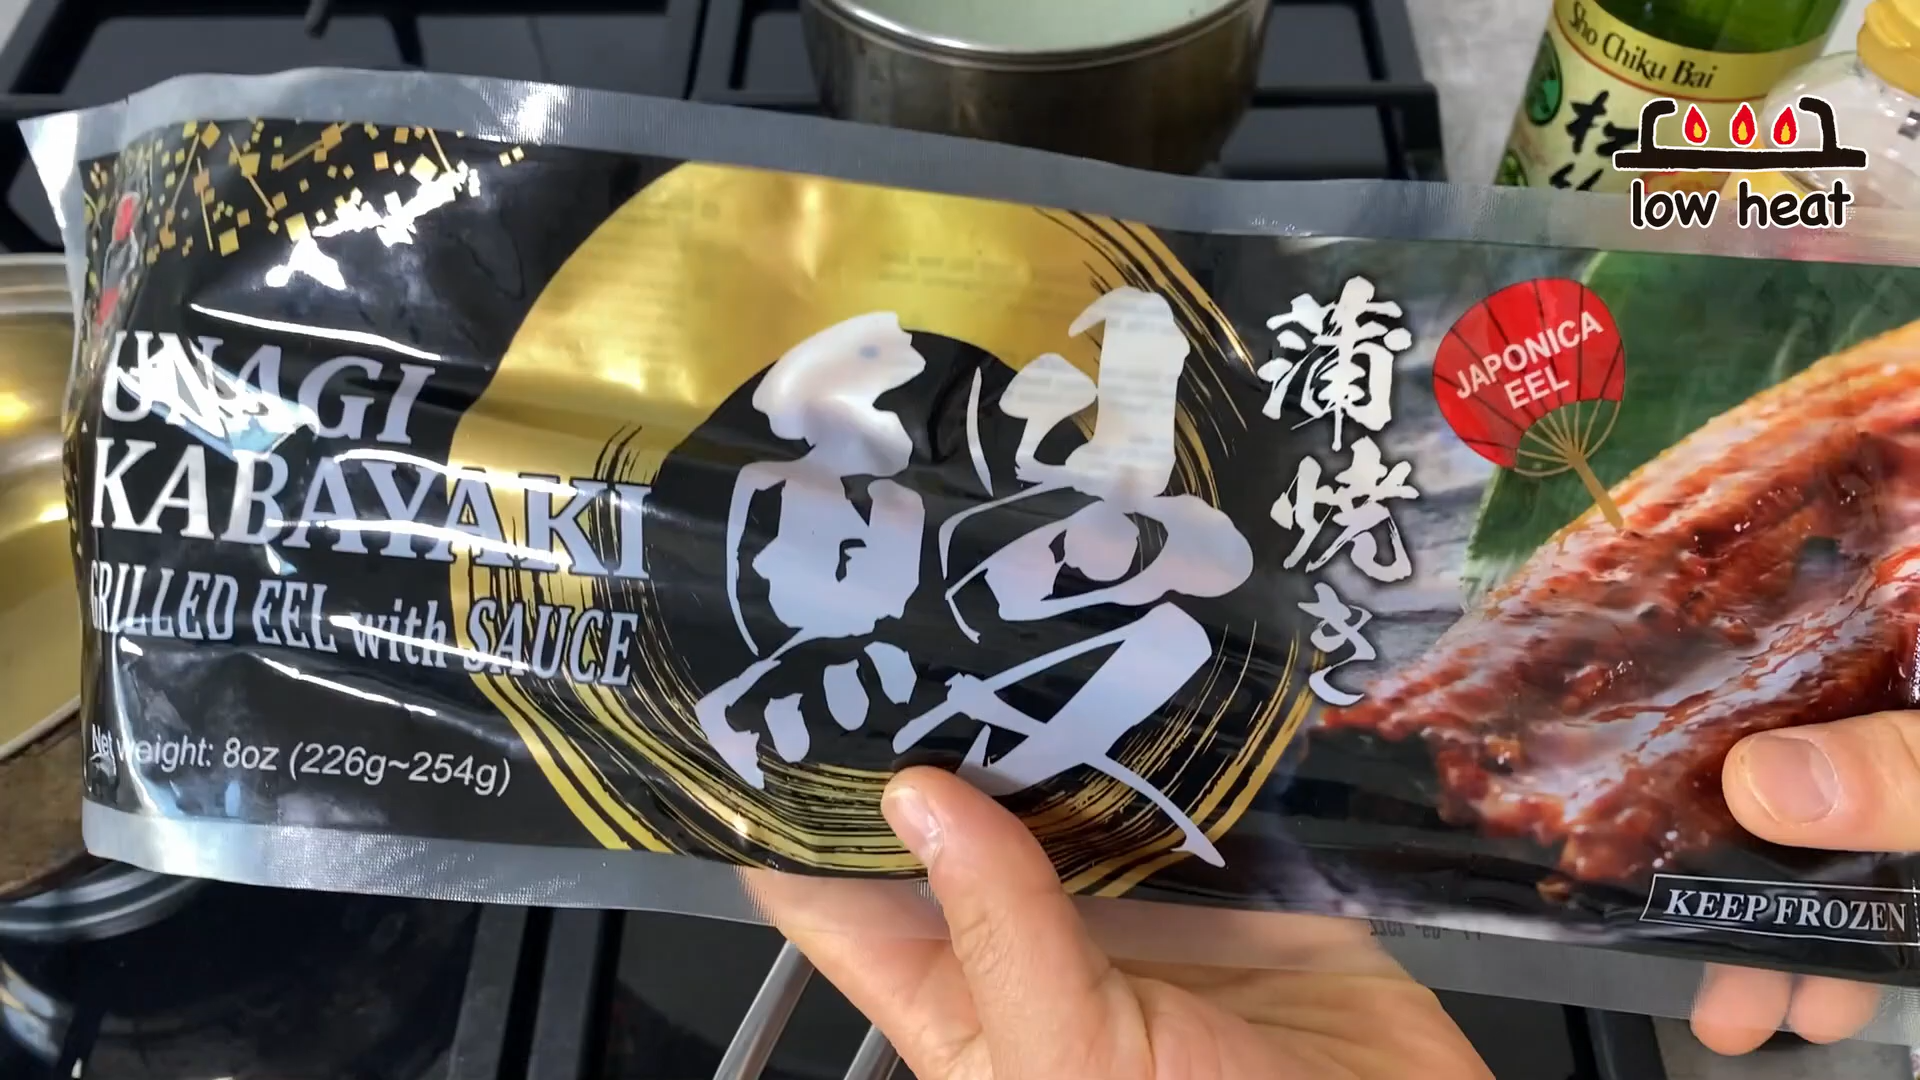 UNAGI
KABAYAKI
GRILLED EEL with SAUCE
Net weight: 8oz (226g~254g)
鰻
蒲焼き
JAPONICA
EEL
KEEP FROZEN
Sho Chiku Bai
松
low heat